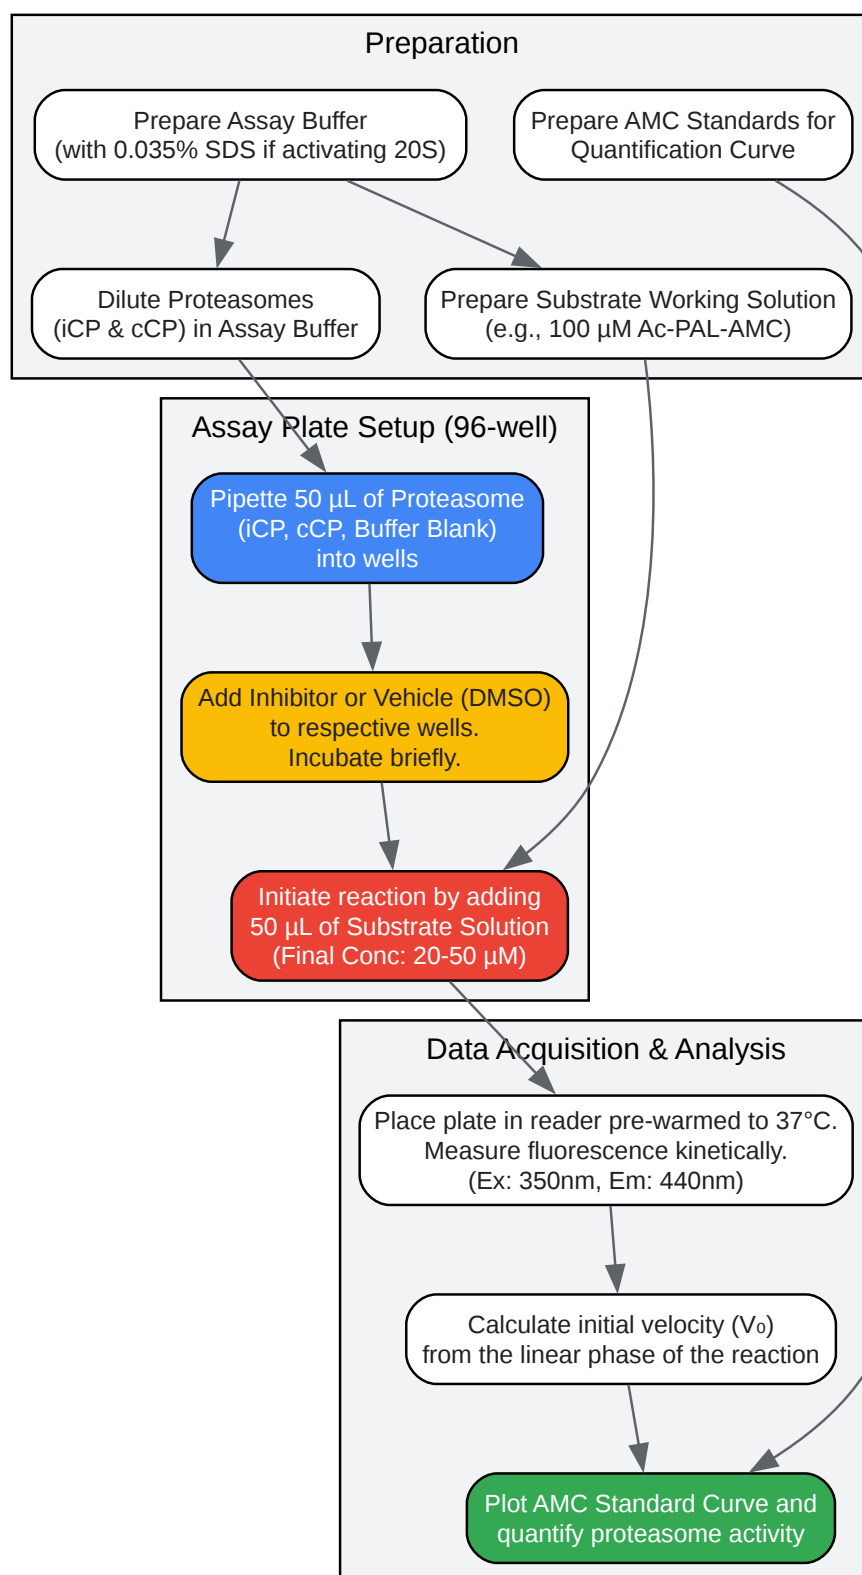 Preparation
Prepare Assay Buffer
(with 0.035% SDS if activating 20S)
Prepare AMC Standards for
Quantification Curve
Dilute Proteasomes
(iCP & cCP) in Assay Buffer
Prepare Substrate Working Solution
(e.g., 100 µM Ac-PAL-AMC)
Assay Plate Setup (96-well)
Pipette 50 µL of Proteasome
(iCP, cCP, Buffer Blank)
into wells
Add Inhibitor or Vehicle (DMSO)
to respective wells.
Incubate briefly.
Initiate reaction by adding
50 µL of Substrate Solution
(Final Conc: 20-50 µM)
Data Acquisition & Analysis
Place plate in reader pre-warmed to 37°C.
Measure fluorescence kinetically.
(Ex: 350nm, Em: 440nm)
Calculate initial velocity (V₀)
from the linear phase of the reaction
Plot AMC Standard Curve and
quantify proteasome activity